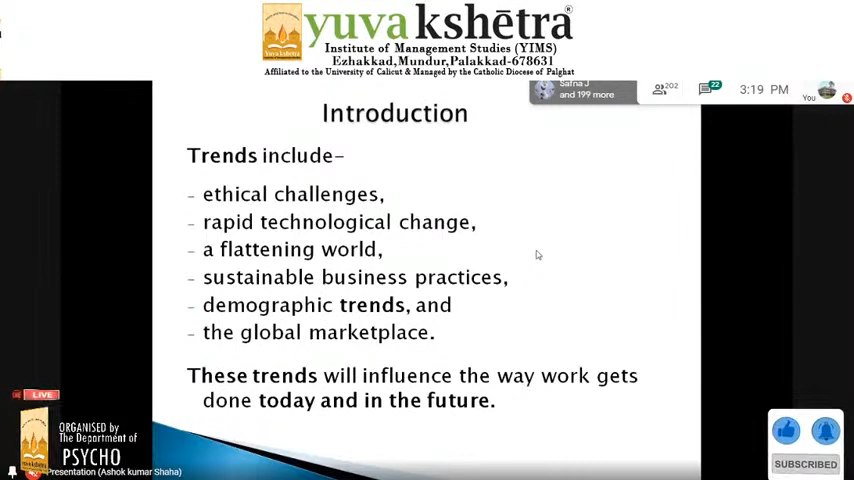 yuvakshētra®
Institute of Management Studies (YIMS)
Ezhakkad,Mundur,Palakkad-678631
Affiliated to the University of Calicut & Managed by the Catholic Diocese of Palghat
Safna J
and 199 more
202
22
3:19 PM
You
Introduction
Trends include-
- ethical challenges,
- rapid technological change,
- a flattening world,
- sustainable business practices,
- demographic trends, and
- the global marketplace.
These trends will influence the way work gets
done today and in the future.
LIVE
ORGANISED by
The Department of
PSYCHO
Presentation (Ashok kumar Shaha)
SUBSCRIBED